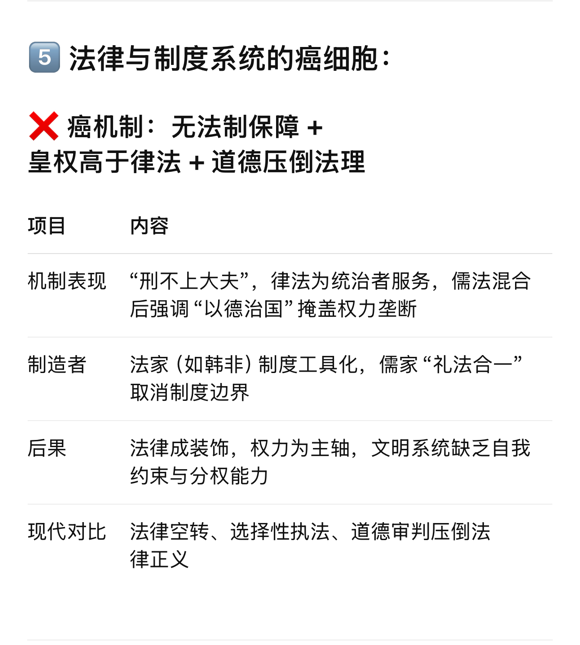 5 法律与制度系统的癌细胞：
❌ 癌机制：无法制保障 +
皇权高于律法 + 道德压倒法理
项目 内容
机制表现 “刑不上大夫”，律法为统治者服务，儒法混合
后强调“以德治国”掩盖权力垄断
制造者 法家（如韩非）制度工具化，儒家“礼法合一”
取消制度边界
后果 法律成装饰，权力为主轴，文明系统缺乏自我
约束与分权能力
现代对比 法律空转、选择性执法、道德审判压倒法
律正义